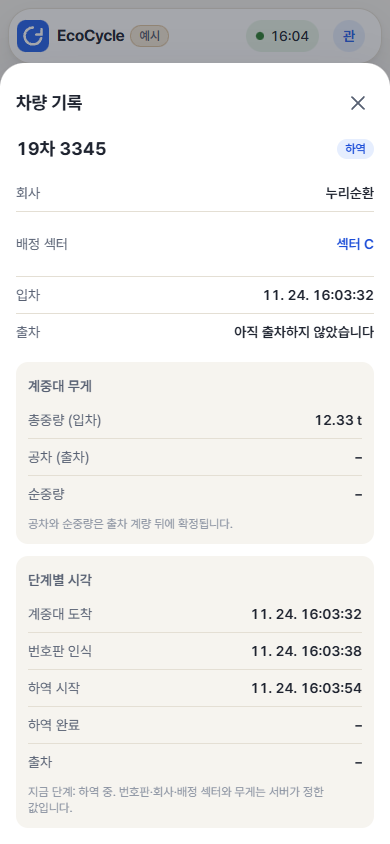 EcoCycle 예시 16:04 관
차량 기록
19차 3345 하역
회사 누리순환
배정 섹터 섹터 C
입차 11. 24. 16:03:32
출차 아직 출차하지 않았습니다
계중대 무게
총중량 (입차) 12.33 t
공차 (출차) –
순중량 –
공차와 순중량은 출차 계량 뒤에 확정됩니다.
단계별 시각
계중대 도착 11. 24. 16:03:32
번호판 인식 11. 24. 16:03:38
하역 시작 11. 24. 16:03:54
하역 완료 –
출차 –
지금 단계: 하역 중. 번호판·회사·배정 섹터와 무게는 서버가 정한
값입니다.